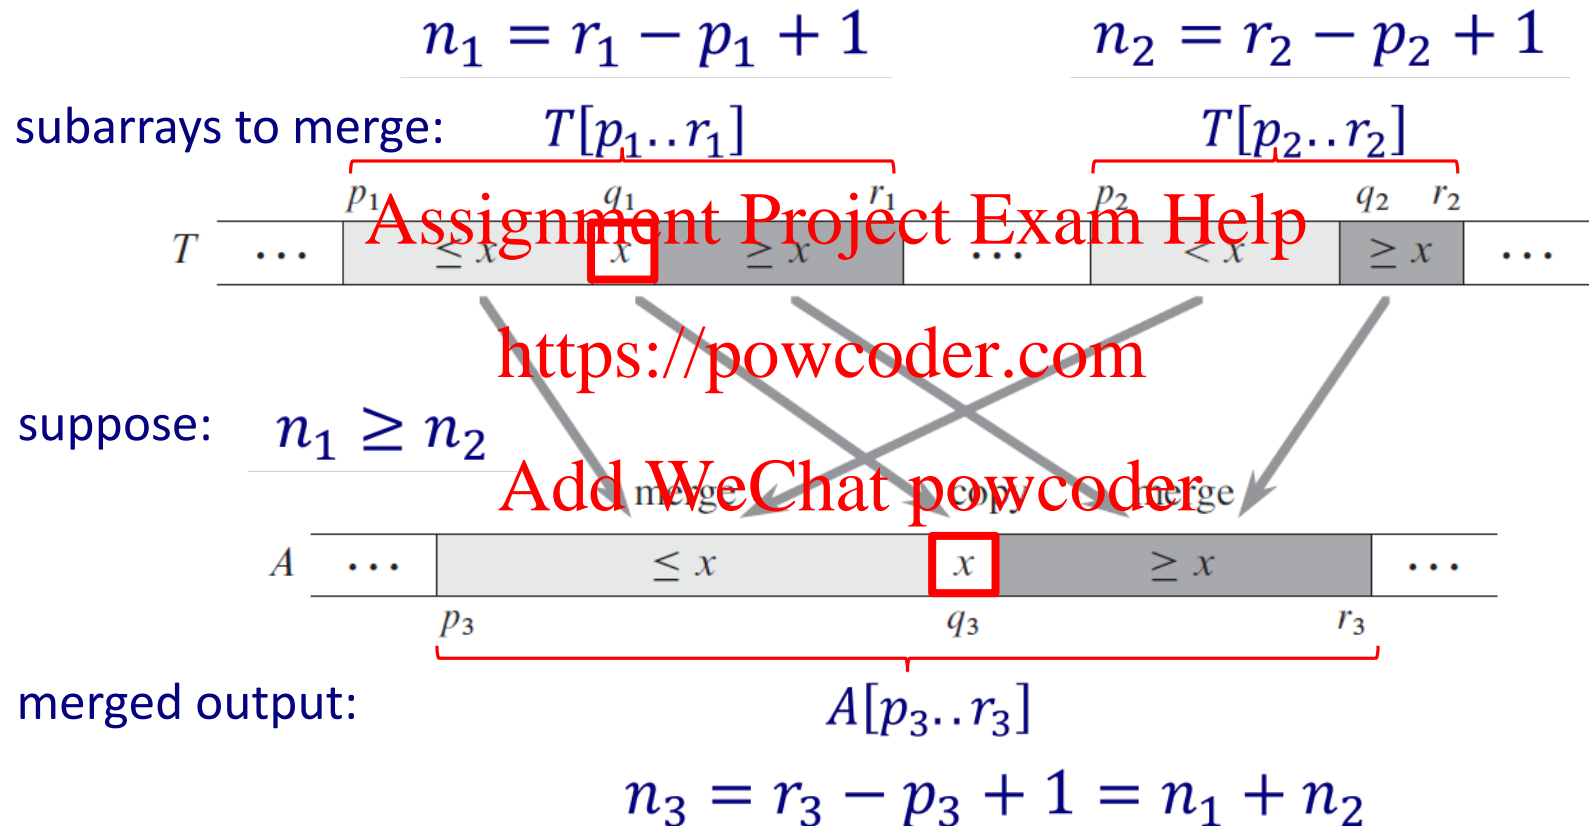 n₁ = r₁ − p₁ + 1 n₂ = r₂ − p₂ + 1
subarrays to merge: T[p₁..r₁] T[p₂..r₂]
p₁ q₁ r₁ p₂ q₂ r₂
Assignment Project Exam Help
T ··· ≤ x x ≥ x ··· < x ≥ x ···
https://powcoder.com
suppose: n₁ ≥ n₂
Add WeChat powcoder
merge copy merge
A ··· ≤ x x ≥ x ···
p₃ q₃ r₃
merged output: A[p₃..r₃]
n₃ = r₃ − p₃ + 1 = n₁ + n₂